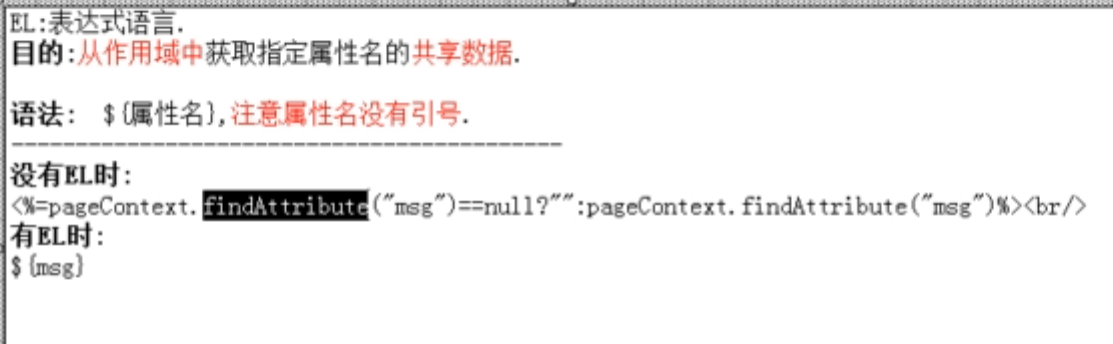 EL:表达式语言.
目的:从作用域中获取指定属性名的共享数据.
语法: ${属性名},注意属性名没有引号.
-------------------------------------------
没有EL时:
<%=pageContext.findAttribute("msg")==null?"":pageContext.findAttribute("msg")%><br/>
有EL时:
${msg}